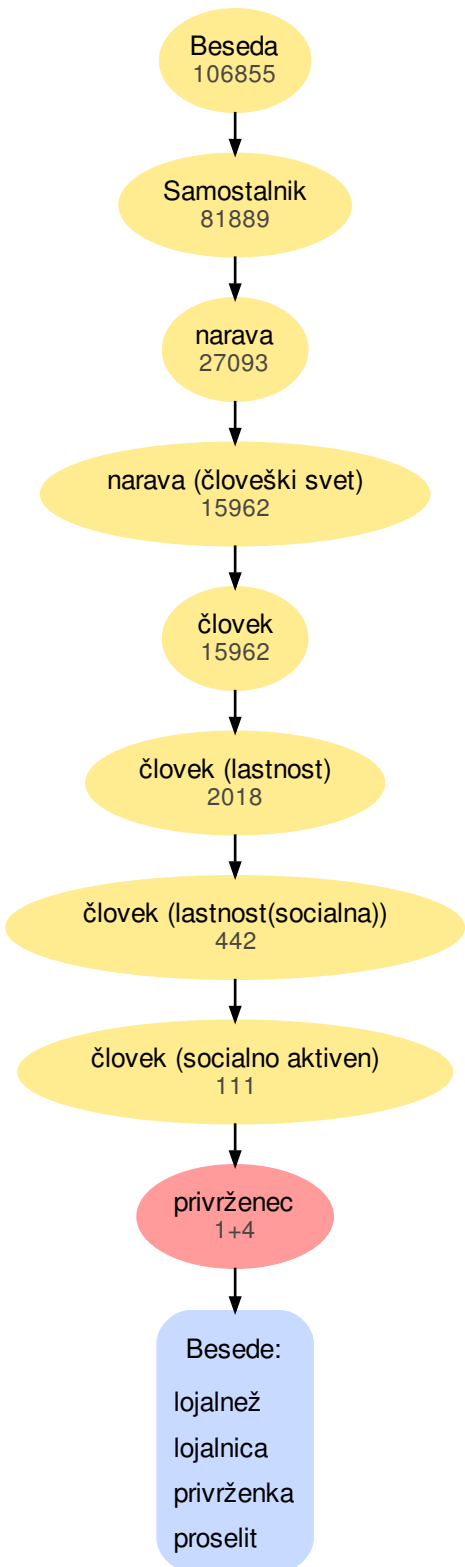 Beseda
106855
Samostalnik
81889
narava
27093
narava (človeški svet)
15962
človek
15962
človek (lastnost)
2018
človek (lastnost(socialna))
442
človek (socialno aktiven)
111
privrženec
1+4
Besede:
lojalnež
lojalnica
privrženka
proselit